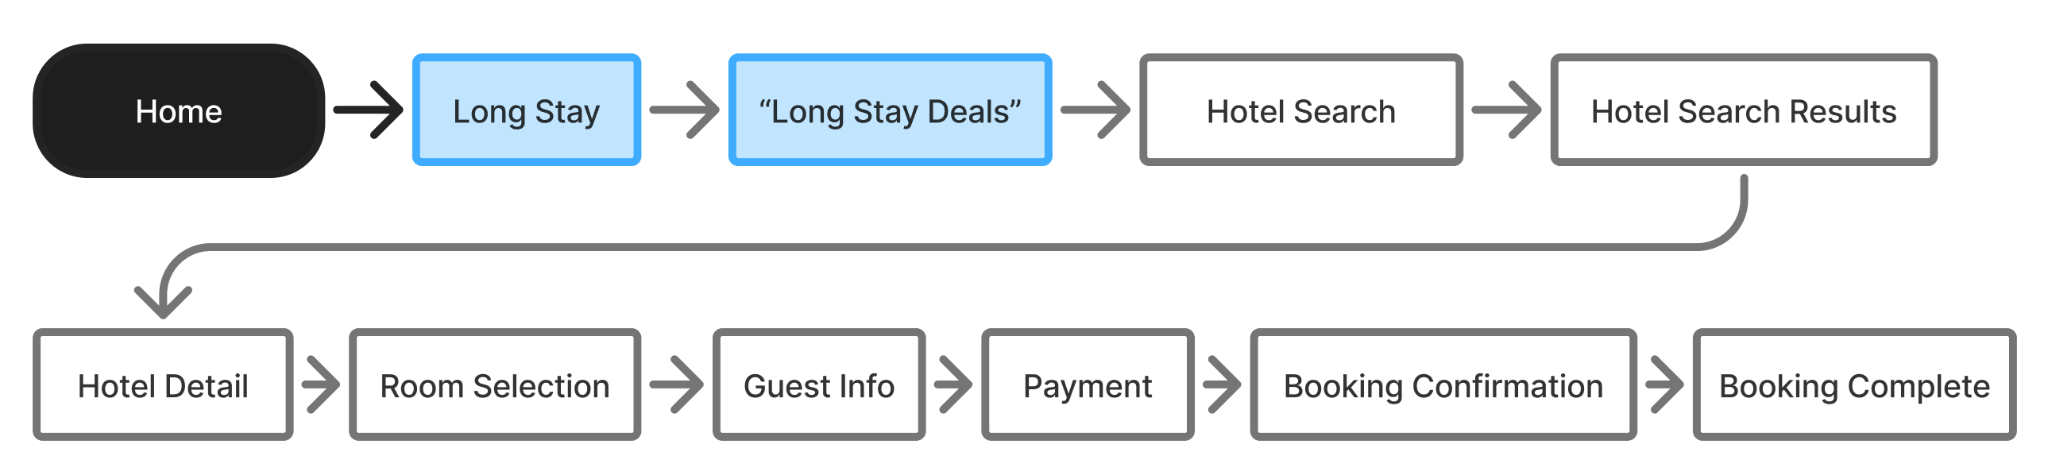 Home
Long Stay
“Long Stay Deals”
Hotel Search
Hotel Search Results
Hotel Detail
Room Selection
Guest Info
Payment
Booking Confirmation
Booking Complete